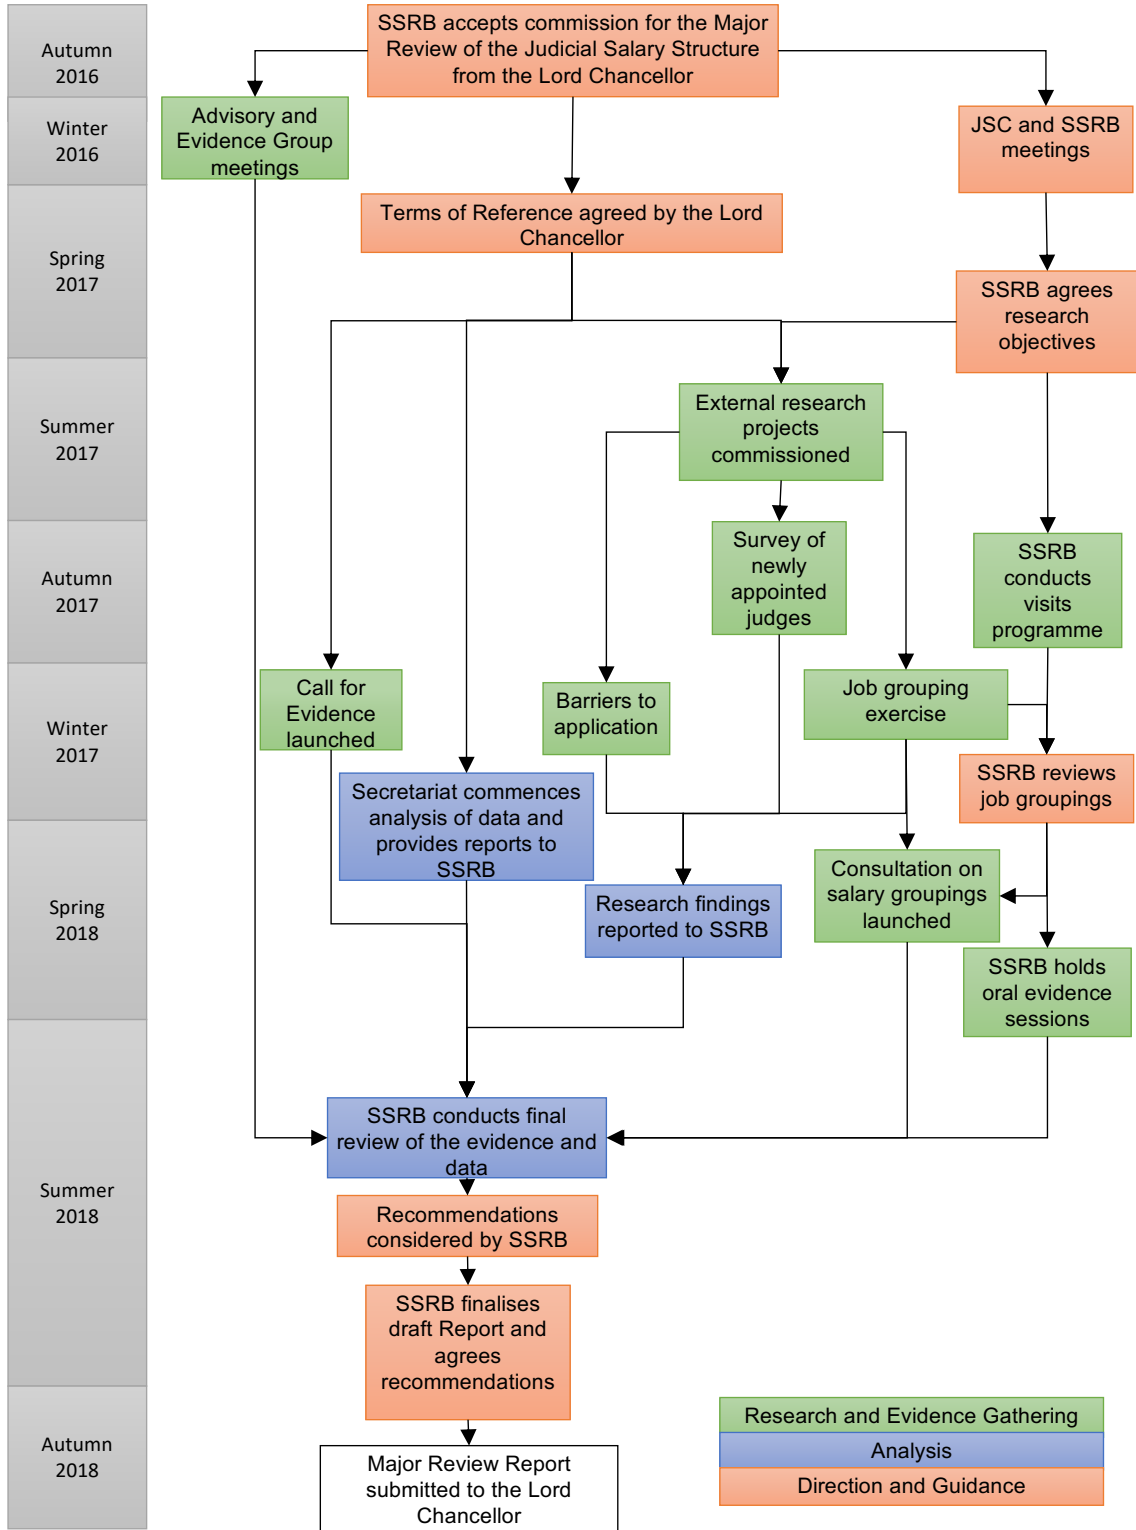 SSRB accepts commission for the Major
Review of the Judicial Salary Structure
from the Lord Chancellor
Autumn
2016
Advisory and
Evidence Group
meetings
Winter
2016
JSC and SSRB
meetings
Terms of Reference agreed by the Lord
Chancellor
Spring
2017
SSRB agrees
research
objectives
External research
projects
commissioned
Summer
2017
Survey of
newly
appointed
judges
SSRB
conducts
visits
programme
Autumn
2017
Call for
Evidence
launched
Barriers to
application
Job grouping
exercise
Winter
2017
SSRB reviews
job groupings
Secretariat commences
analysis of data and
provides reports to
SSRB
Consultation on
salary groupings
launched
Research findings
reported to SSRB
Spring
2018
SSRB holds
oral evidence
sessions
SSRB conducts final
review of the evidence and
data
Summer
2018
Recommendations
considered by SSRB
SSRB finalises
draft Report and
agrees
recommendations
Autumn
2018
Major Review Report
submitted to the Lord
Chancellor
Research and Evidence Gathering
Analysis
Direction and Guidance